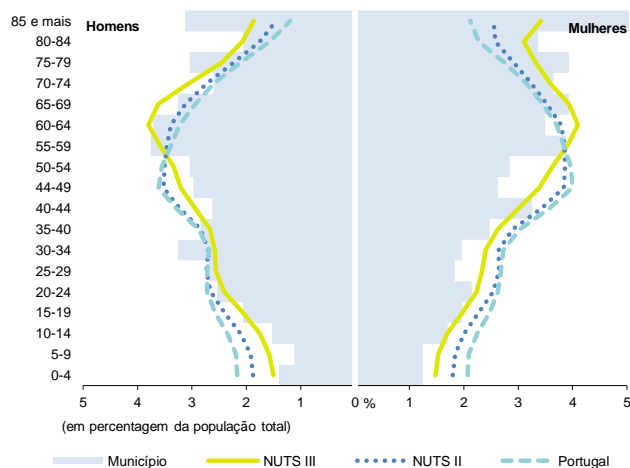 Homens
Mulheres
85 e mais
80-84
75-79
70-74
65-69
60-64
55-59
50-54
44-49
40-44
35-40
30-34
25-29
20-24
15-19
10-14
5-9
0-4
5 4 3 2 1 0 % 1 2 3 4 5
(em percentagem da população total)
Município NUTS III NUTS II Portugal